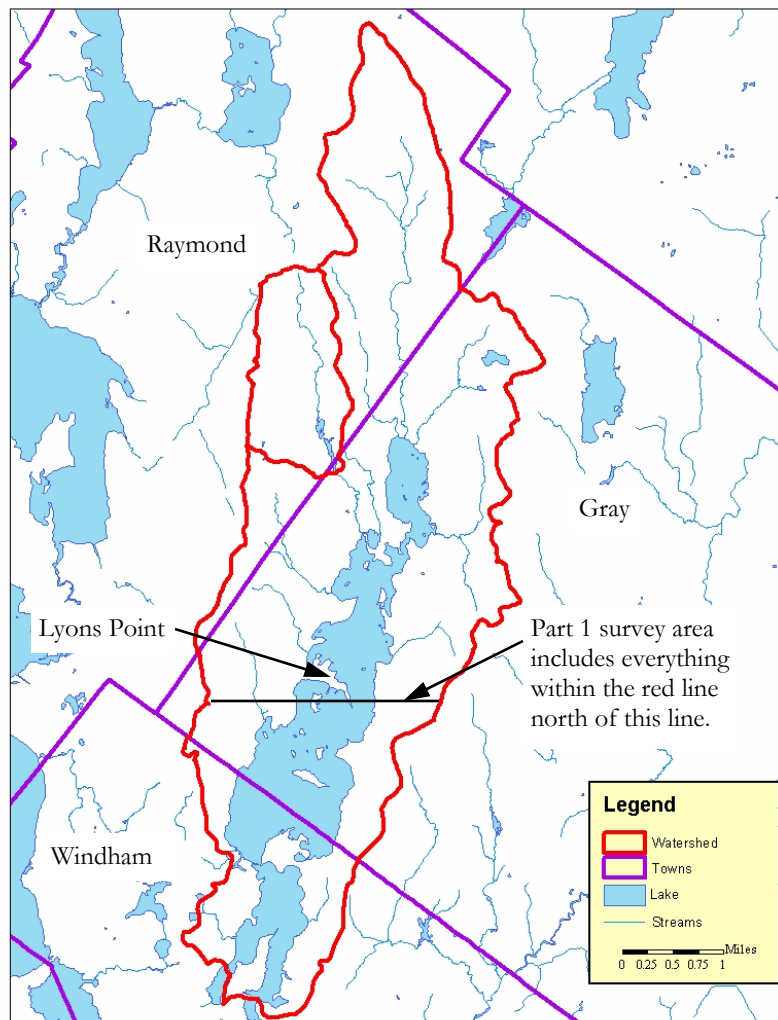 Raymond
Gray
Lyons Point
Part 1 survey area
includes everything
within the red line
north of this line.
Windham
Legend
Watershed
Towns
Lake
Streams
Miles
0 0.25 0.5 0.75 1